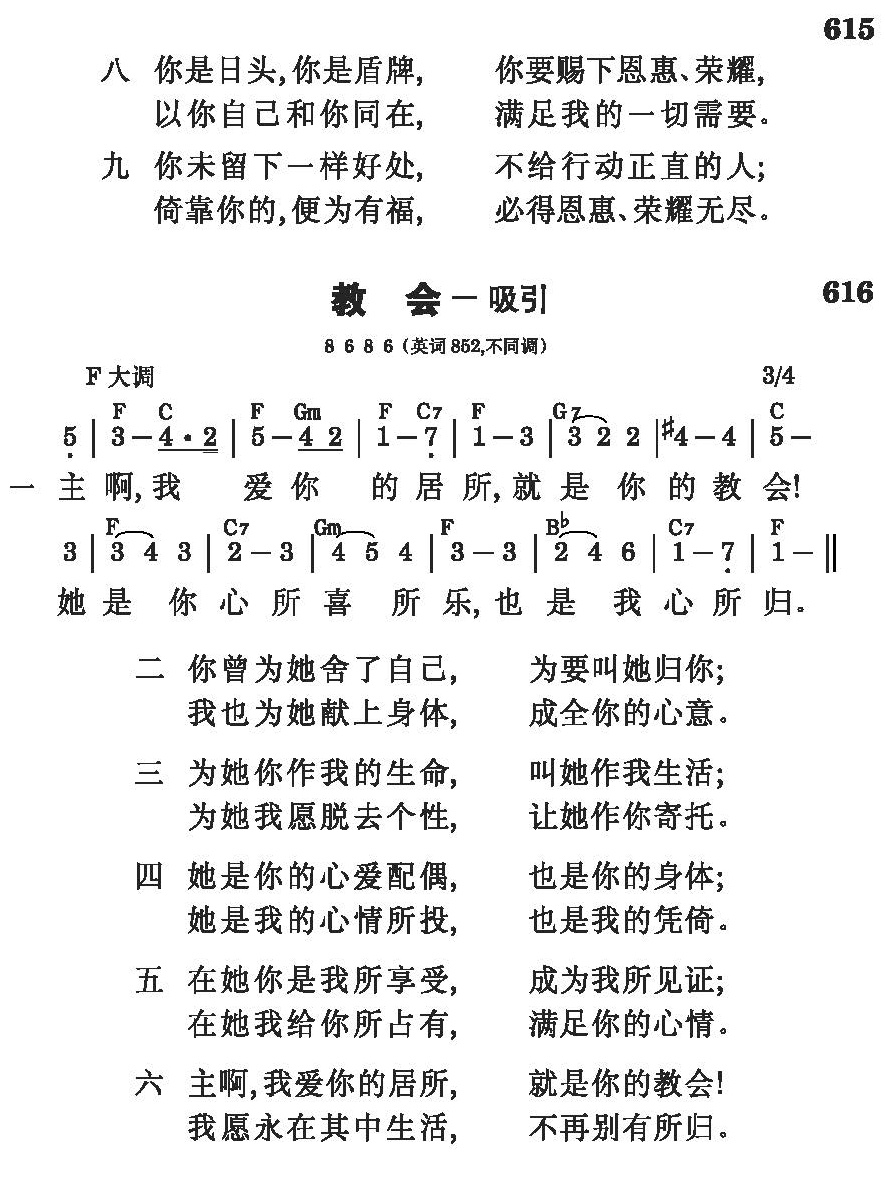 615
八 你是日头,你是盾牌, 你要赐下恩惠、荣耀,
以你自己和你同在, 满足我的一切需要。
九 你未留下一样好处, 不给行动正直的人;
倚靠你的,便为有福, 必得恩惠、荣耀无尽。
教 会－吸引 616
8 6 8 6 (英词852,不同调)
F大调 3/4
F C F Gm F C7 F G7 C
5 | 3 － 4 · 2 | 5 － 4 2 | 1 － 7 | 1 － 3 | 3 2 2 | #4 － 4 | 5 －
一 主 啊,我 爱 你 的 居 所,就 是 你 的 教 会!
F C7 Gm F B♭ C7 F
3 | 3 4 3 | 2 － 3 | 4 5 4 | 3 － 3 | 2 4 6 | 1 － 7 | 1 － ‖
她 是 你 心 所 喜 所 乐,也 是 我 心 所 归。
二 你曾为她舍了自己, 为要叫她归你;
我也为她献上身体, 成全你的心意。
三 为她你作我的生命, 叫她作我生活;
为她我愿脱去个性, 让她作你寄托。
四 她是你的心爱配偶, 也是你的身体;
她是我的心情所投, 也是我的凭倚。
五 在她你是我所享受, 成为我所见证;
在她我给你所占有, 满足你的心情。
六 主啊,我爱你的居所, 就是你的教会!
我愿永在其中生活, 不再别有所归。